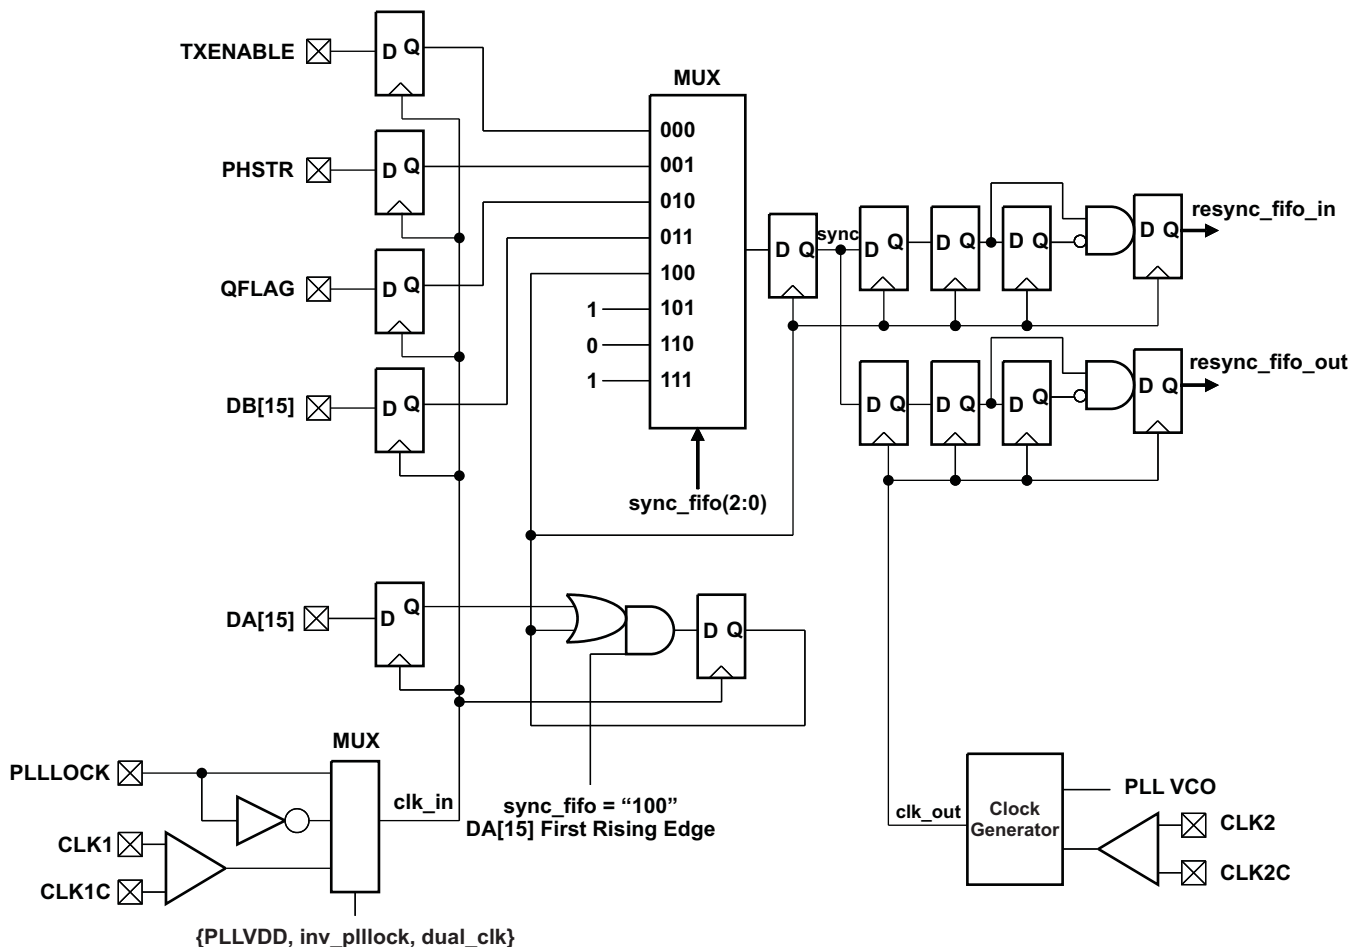 TXENABLE
D Q
MUX
000
PHSTR
D Q
001
010
resync_fifo_in
011
sync
D Q
D Q
D Q
D Q
D Q
QFLAG
D Q
100
1 101
0 110
1 111
resync_fifo_out
DB[15]
D Q
D Q
D Q
D Q
D Q
sync_fifo(2:0)
DA[15]
D Q
D Q
MUX
PLLLOCK
clk_in
sync_fifo = “100”
DA[15] First Rising Edge
CLK1
CLK1C
{PLLVDD, inv_plllock, dual_clk}
PLL VCO
clk_out
Clock
Generator
CLK2
CLK2C